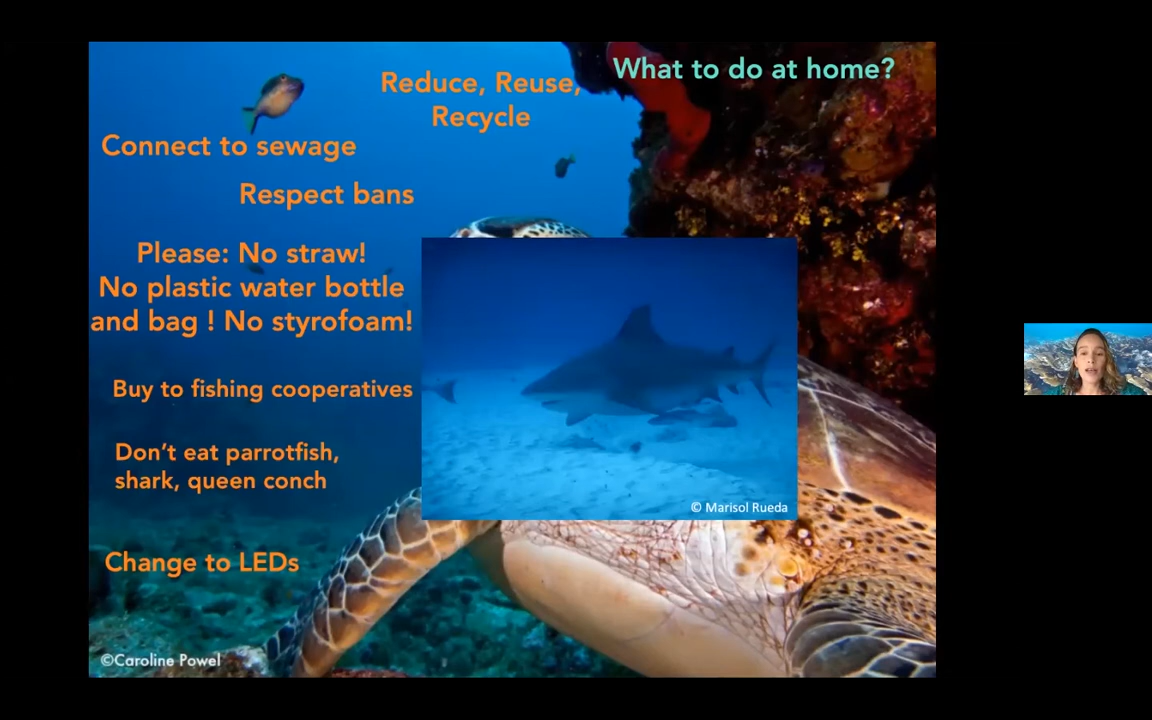 What to do at home?
Reduce, Reuse,
Recycle
Connect to sewage
Respect bans
Please: No straw!
No plastic water bottle
and bag ! No styrofoam!
Buy to fishing cooperatives
Don't eat parrotfish,
shark, queen conch
Change to LEDs
© Marisol Rueda
©Caroline Powel